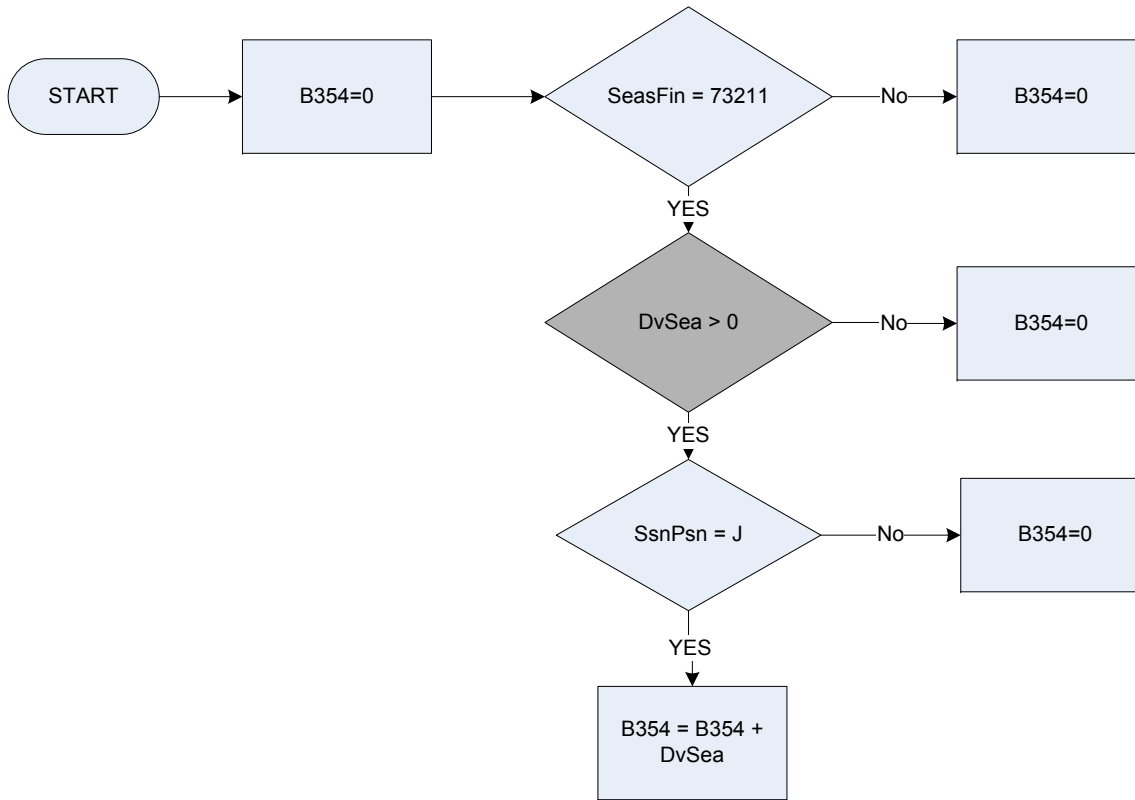 START
B354=0
SeasFin = 73211
No
B354=0
YES
DvSea > 0
No
B354=0
YES
SsnPsn = J
No
B354=0
YES
B354 = B354 +
DvSea